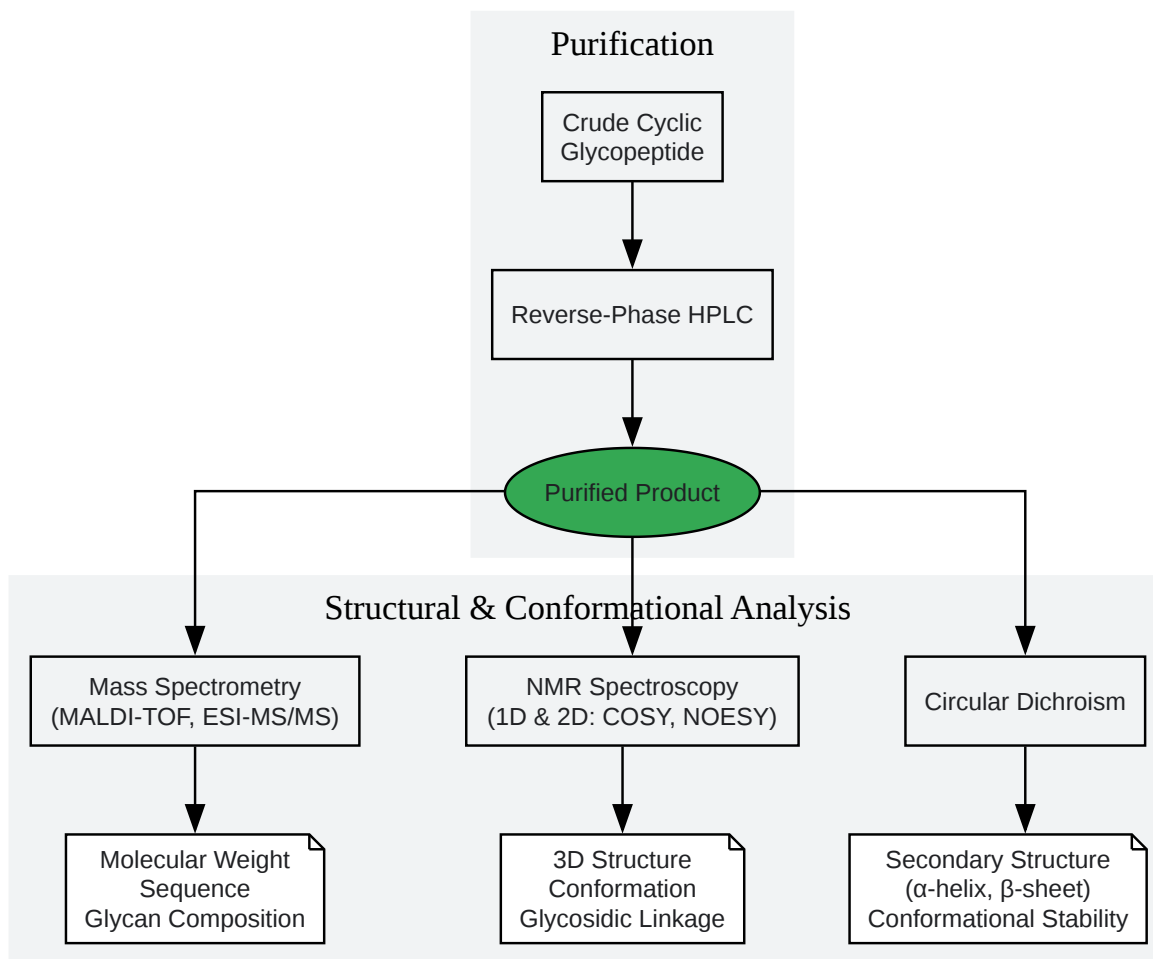 Purification
Crude Cyclic
Glycopeptide
Reverse-Phase HPLC
Purified Product
Structural & Conformational Analysis
Mass Spectrometry
(MALDI-TOF, ESI-MS/MS)
NMR Spectroscopy
(1D & 2D: COSY, NOESY)
Circular Dichroism
Molecular Weight
Sequence
Glycan Composition
3D Structure
Conformation
Glycosidic Linkage
Secondary Structure
(α-helix, β-sheet)
Conformational Stability